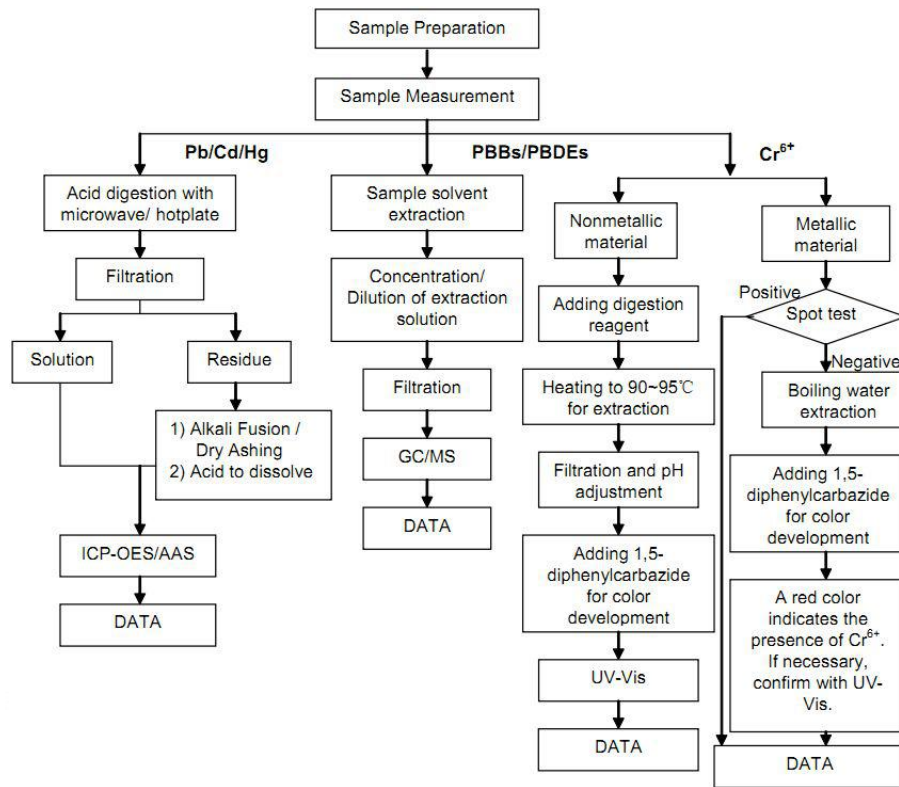 Sample Preparation
Sample Measurement
Pb/Cd/Hg
PBBs/PBDEs
Cr⁶⁺
Acid digestion with
microwave/ hotplate
Filtration
Solution
Residue
1) Alkali Fusion /
Dry Ashing
2) Acid to dissolve
ICP-OES/AAS
DATA
Sample solvent
extraction
Concentration/
Dilution of extraction
solution
Filtration
GC/MS
DATA
Nonmetallic
material
Adding digestion
reagent
Heating to 90~95℃
for extraction
Filtration and pH
adjustment
Adding 1,5-
diphenylcarbazide
for color
development
UV-Vis
DATA
Metallic
material
Positive
Spot test
Negative
Boiling water
extraction
Adding 1,5-
diphenylcarbazide
for color
development
A red color
indicates the
presence of Cr⁶⁺.
If necessary,
confirm with UV-
Vis.
DATA